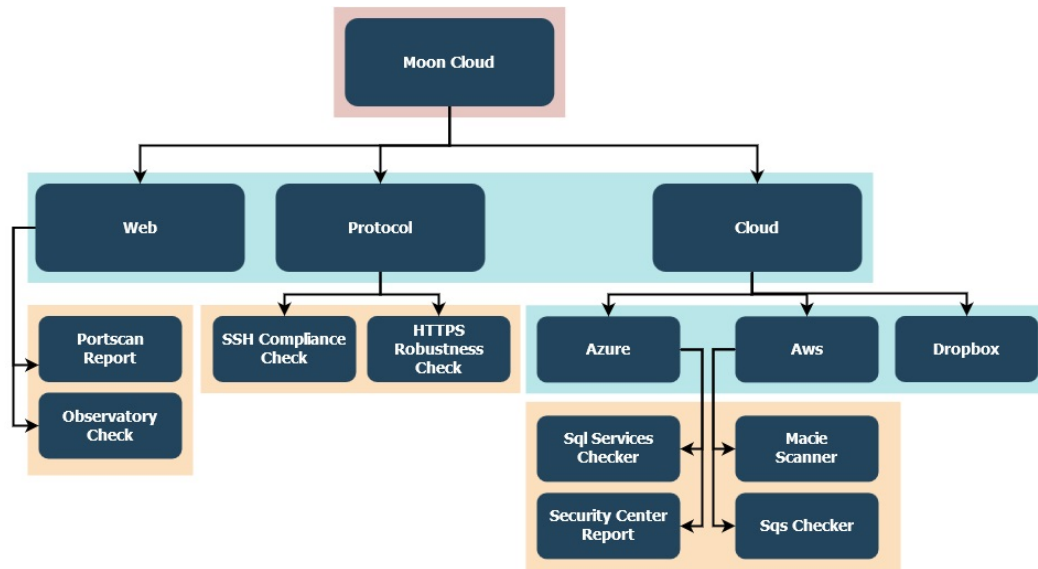 Moon Cloud
Web
Protocol
Cloud
Portscan
Report
Observatory
Check
SSH Compliance
Check
HTTPS
Robustness
Check
Azure
Aws
Dropbox
Sql Services
Checker
Security Center
Report
Macie
Scanner
Sqs Checker